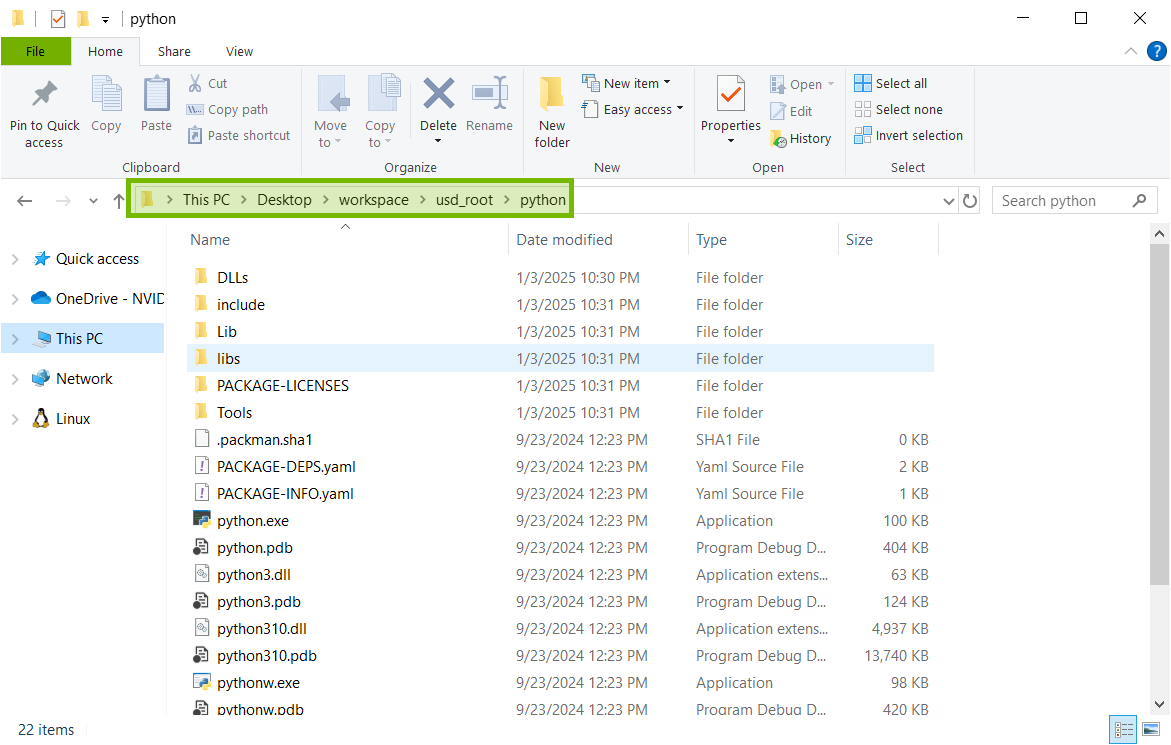 python
File Home Share View
Pin to Quick access
Copy
Paste
Cut
Copy path
Paste shortcut
Clipboard
Move to
Copy to
Delete
Rename
Organize
New folder
New item
Easy access
New
Properties
Open
Edit
History
Open
Select all
Select none
Invert selection
Select
This PC > Desktop > workspace > usd_root > python
Search python
Quick access
OneDrive - NVID
This PC
Network
Linux
Name Date modified Type Size
DLLs 1/3/2025 10:30 PM File folder
include 1/3/2025 10:31 PM File folder
Lib 1/3/2025 10:31 PM File folder
libs 1/3/2025 10:31 PM File folder
PACKAGE-LICENSES 1/3/2025 10:31 PM File folder
Tools 1/3/2025 10:31 PM File folder
.packman.sha1 9/23/2024 12:23 PM SHA1 File 0 KB
PACKAGE-DEPS.yaml 9/23/2024 12:23 PM Yaml Source File 2 KB
PACKAGE-INFO.yaml 9/23/2024 12:23 PM Yaml Source File 1 KB
python.exe 9/23/2024 12:23 PM Application 100 KB
python.pdb 9/23/2024 12:23 PM Program Debug D... 404 KB
python3.dll 9/23/2024 12:23 PM Application extens... 63 KB
python3.pdb 9/23/2024 12:23 PM Program Debug D... 124 KB
python310.dll 9/23/2024 12:23 PM Application extens... 4,937 KB
python310.pdb 9/23/2024 12:23 PM Program Debug D... 13,740 KB
pythonw.exe 9/23/2024 12:23 PM Application 98 KB
pythonw.pdb 9/23/2024 12:23 PM Program Debug D... 420 KB
22 items